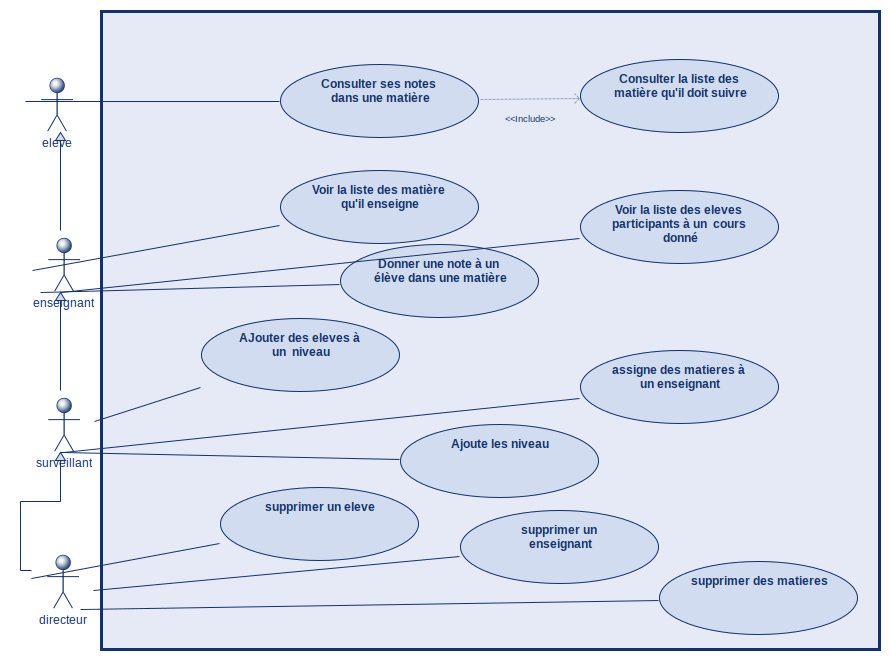 Consulter ses notes
dans une matière
Consulter la liste des
matière qu'il doit suivre
<<Include>>
eleve
Voir la liste des matière
qu'il enseigne
Voir la liste des eleves
participants à un cours
donné
Donner une note à un
élève dans une matière
enseignant
AJouter des eleves à
un niveau
assigne des matieres à
un enseignant
Ajoute les niveau
surveillant
supprimer un eleve
supprimer un
enseignant
supprimer des matieres
directeur